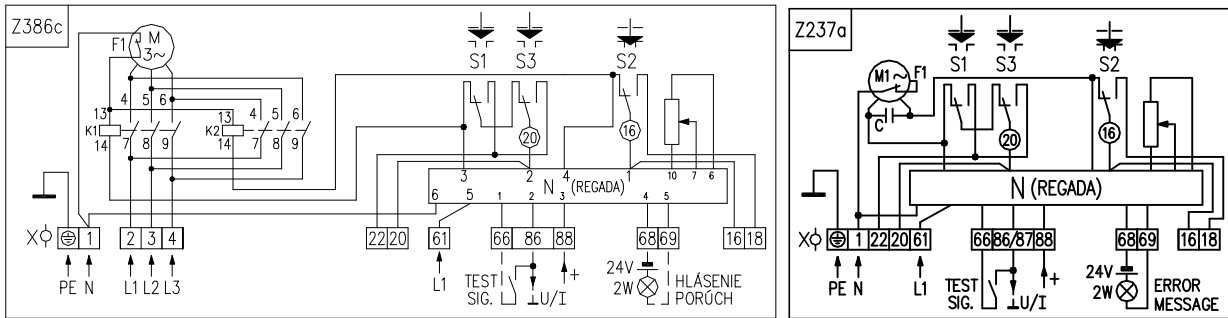 Z386c
F1 M
3~
S1 S3 S2
4 5 6
13 13 4 5 6
K1 K2
14 7 8 9 14 7 8 9
20 16
3 2 4 1 10 7 6
N (REGADA)
6 5 1 2 3 4 5
X 1 2 3 4 22 20 61 66 86 88 68 69 16 18
PE N L1 L2 L3 L1
TEST
SIG.
U/I
+
24V
2W
HLÁSENIE
PORÚCH
Z237a
S1 S3 S2
M1 ~ F1
C
20 16
N (REGADA)
X 1 22 20 61 66 86/87 88 68 69 16 18
PE N L1
TEST
SIG.
U/I
+
24V
2W
ERROR
MESSAGE